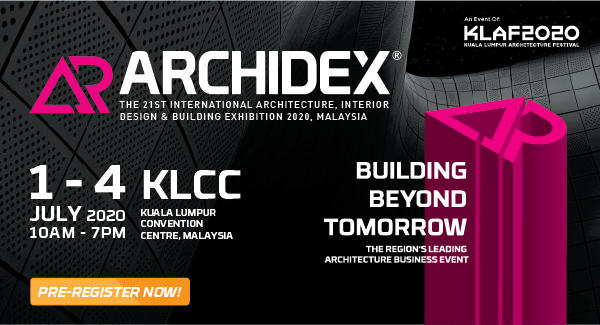 An Event Of:
KLAF2020
KUALA LUMPUR ARCHITECTURE FESTIVAL
AR ARCHIDEX®
THE 21ST INTERNATIONAL ARCHITECTURE, INTERIOR
DESIGN & BUILDING EXHIBITION 2020, MALAYSIA
1 - 4
JULY 2020
10AM - 7PM
KLCC
KUALA LUMPUR
CONVENTION
CENTRE, MALAYSIA
BUILDING
BEYOND
TOMORROW
THE REGION'S LEADING
ARCHITECTURE BUSINESS EVENT
AR
PRE-REGISTER NOW!